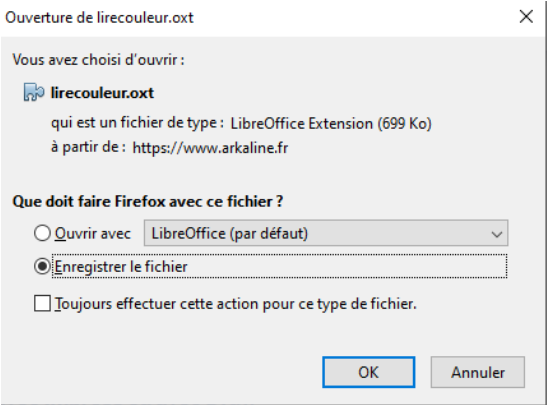 Ouverture de lirecouleur.oxt
Vous avez choisi d'ouvrir :
lirecouleur.oxt
qui est un fichier de type : LibreOffice Extension (699 Ko)
à partir de : https://www.arkaline.fr
Que doit faire Firefox avec ce fichier ?
Ouvrir avec LibreOffice (par défaut)
Enregistrer le fichier
Toujours effectuer cette action pour ce type de fichier.
OK Annuler